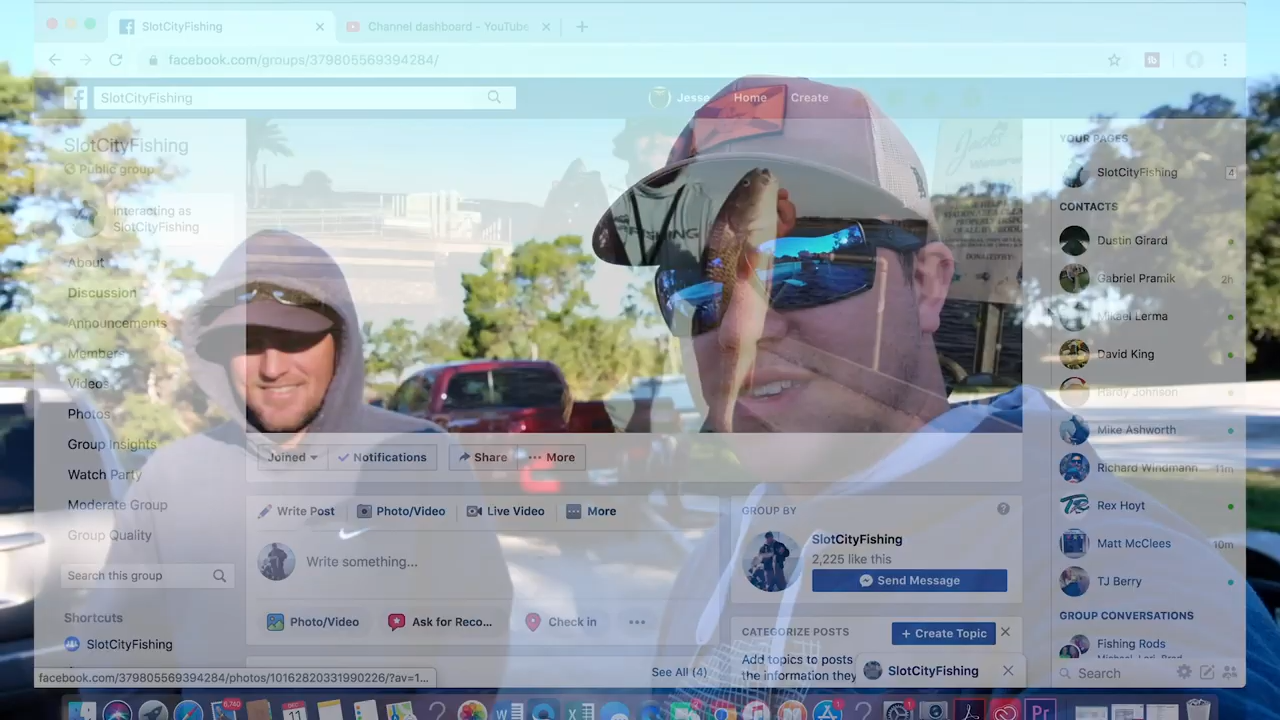 SlotCityFishing
Channel dashboard - YouTube
facebook.com/groups/379805569394284/
SlotCityFishing
Jesse
Home
Create
SlotCityFishing
Public group
Interacting as
SlotCityFishing
About
Discussion
Announcements
Members
Videos
Photos
Group Insights
Watch Party
Moderate Group
Group Quality
Search this group
Shortcuts
SlotCityFishing
FISHING
Joined
Notifications
Share
More
Write Post
Photo/Video
Live Video
More
Write something...
Photo/Video
Ask for Reco...
Check in
See All (4)
GROUP BY
SlotCityFishing
2,225 like this
Send Message
CATEGORIZE POSTS
+ Create Topic
Add topics to posts
the information they
SlotCityFishing
YOUR PAGES
SlotCityFishing
4
CONTACTS
Dustin Girard
Gabriel Pramik
2h
Mikael Lerma
David King
Hardy Johnson
Mike Ashworth
Richard Windmann
11m
Rex Hoyt
Matt McClees
10m
TJ Berry
GROUP CONVERSATIONS
Fishing Rods
Search
facebook.com/379805569394284/photos/10162820331990226/?av=1...
6,740
Pr